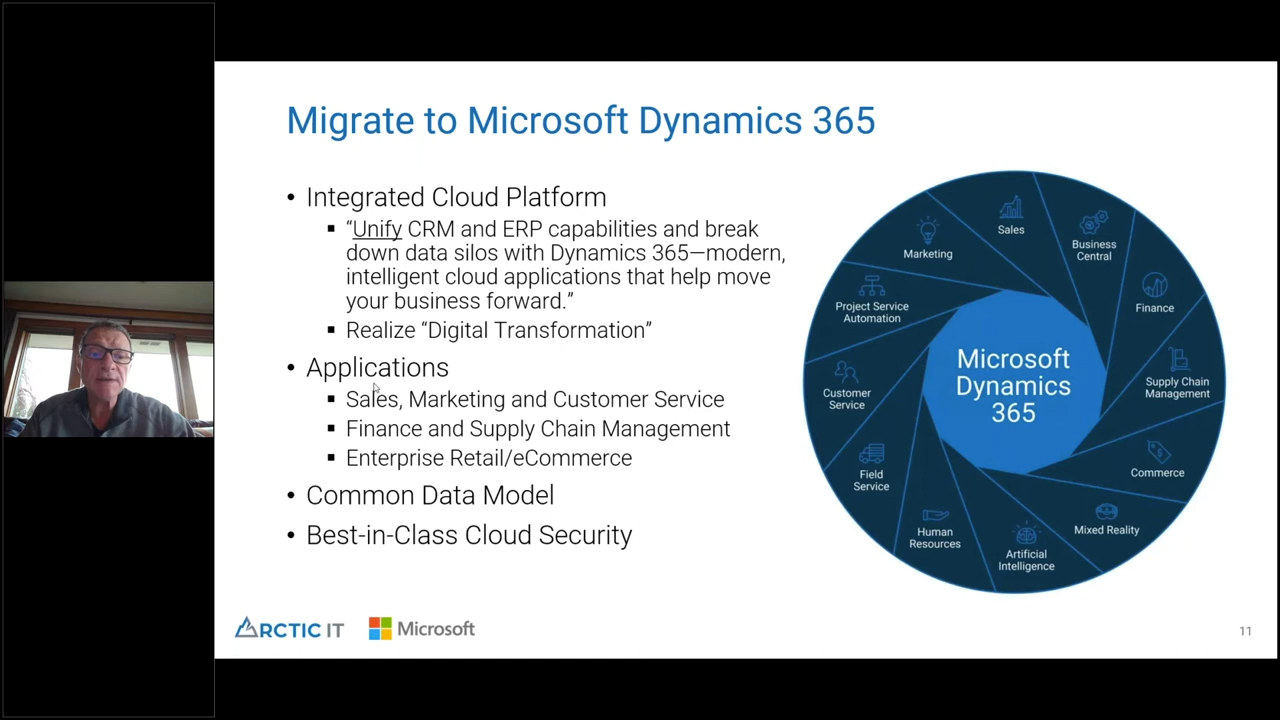 Migrate to Microsoft Dynamics 365
• Integrated Cloud Platform
▪ “Unify CRM and ERP capabilities and break
down data silos with Dynamics 365—modern,
intelligent cloud applications that help move
your business forward.”
▪ Realize “Digital Transformation”
• Applications
▪ Sales, Marketing and Customer Service
▪ Finance and Supply Chain Management
▪ Enterprise Retail/eCommerce
• Common Data Model
• Best-in-Class Cloud Security
Sales
Business
Central
Finance
Supply Chain
Management
Commerce
Mixed Reality
Artificial
Intelligence
Human
Resources
Field
Service
Customer
Service
Project Service
Automation
Marketing
Microsoft
Dynamics
365
ARCTIC IT
Microsoft
11